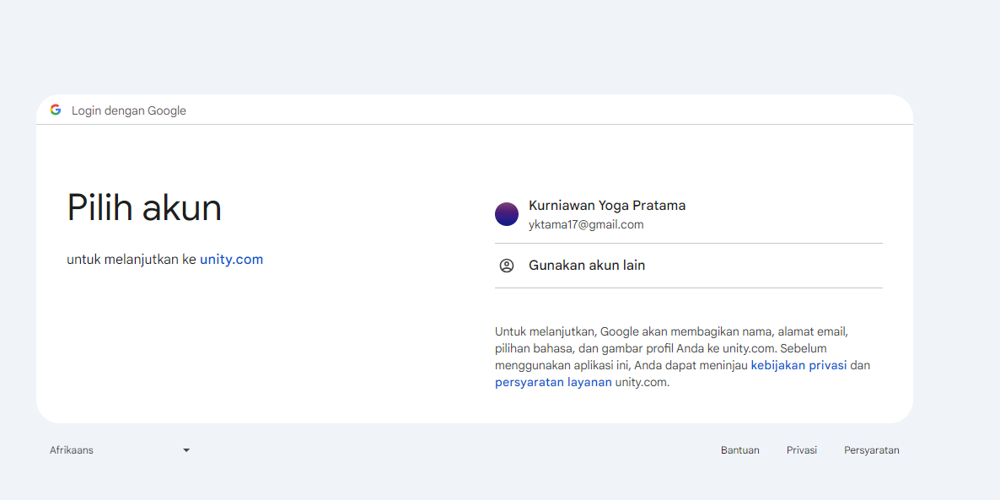 Login dengan Google
Pilih akun
untuk melanjutkan ke unity.com
Kurniawan Yoga Pratama
yktama17@gmail.com
Gunakan akun lain
Untuk melanjutkan, Google akan membagikan nama, alamat email,
pilihan bahasa, dan gambar profil Anda ke unity.com. Sebelum
menggunakan aplikasi ini, Anda dapat meninjau kebijakan privasi dan
persyaratan layanan unity.com.
Afrikaans
Bantuan Privasi Persyaratan